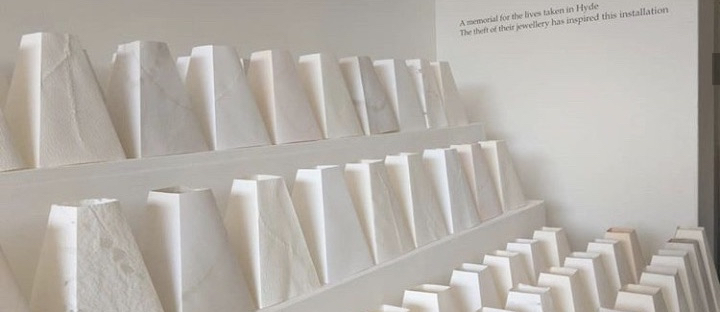 A memorial for the lives taken in Hyde
The theft of their jewellery has inspired this installation